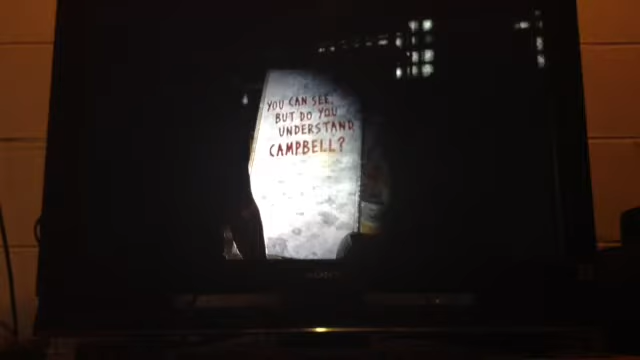 YOU CAN SEE,
BUT DO YOU
UNDERSTAND
CAMPBELL?